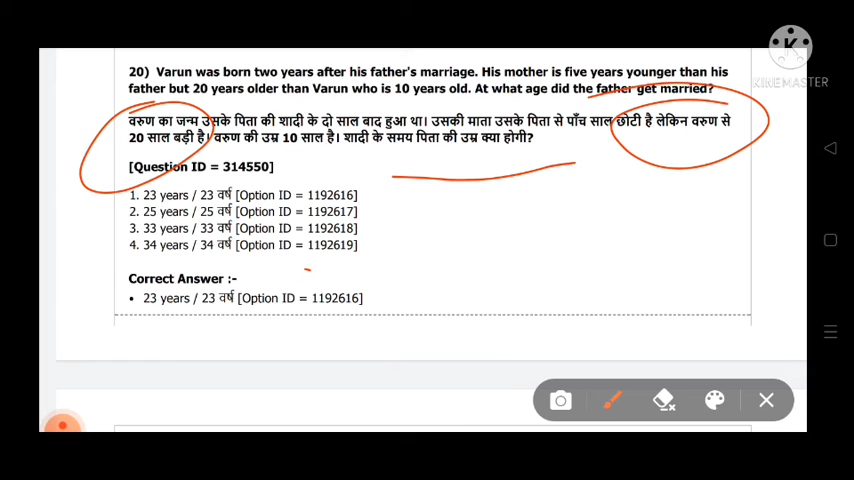 K
KINEMASTER
20) Varun was born two years after his father's marriage. His mother is five years younger than his
father but 20 years older than Varun who is 10 years old. At what age did the father get married?
वरुण का जन्म उसके पिता की शादी के दो साल बाद हुआ था। उसकी माता उसके पिता से पाँच साल छोटी है लेकिन वरुण से
20 साल बड़ी है। वरुण की उम्र 10 साल है। शादी के समय पिता की उम्र क्या होगी?
[Question ID = 314550]
1. 23 years / 23 वर्ष [Option ID = 1192616]
2. 25 years / 25 वर्ष [Option ID = 1192617]
3. 33 years / 33 वर्ष [Option ID = 1192618]
4. 34 years / 34 वर्ष [Option ID = 1192619]
Correct Answer :-
• 23 years / 23 वर्ष [Option ID = 1192616]